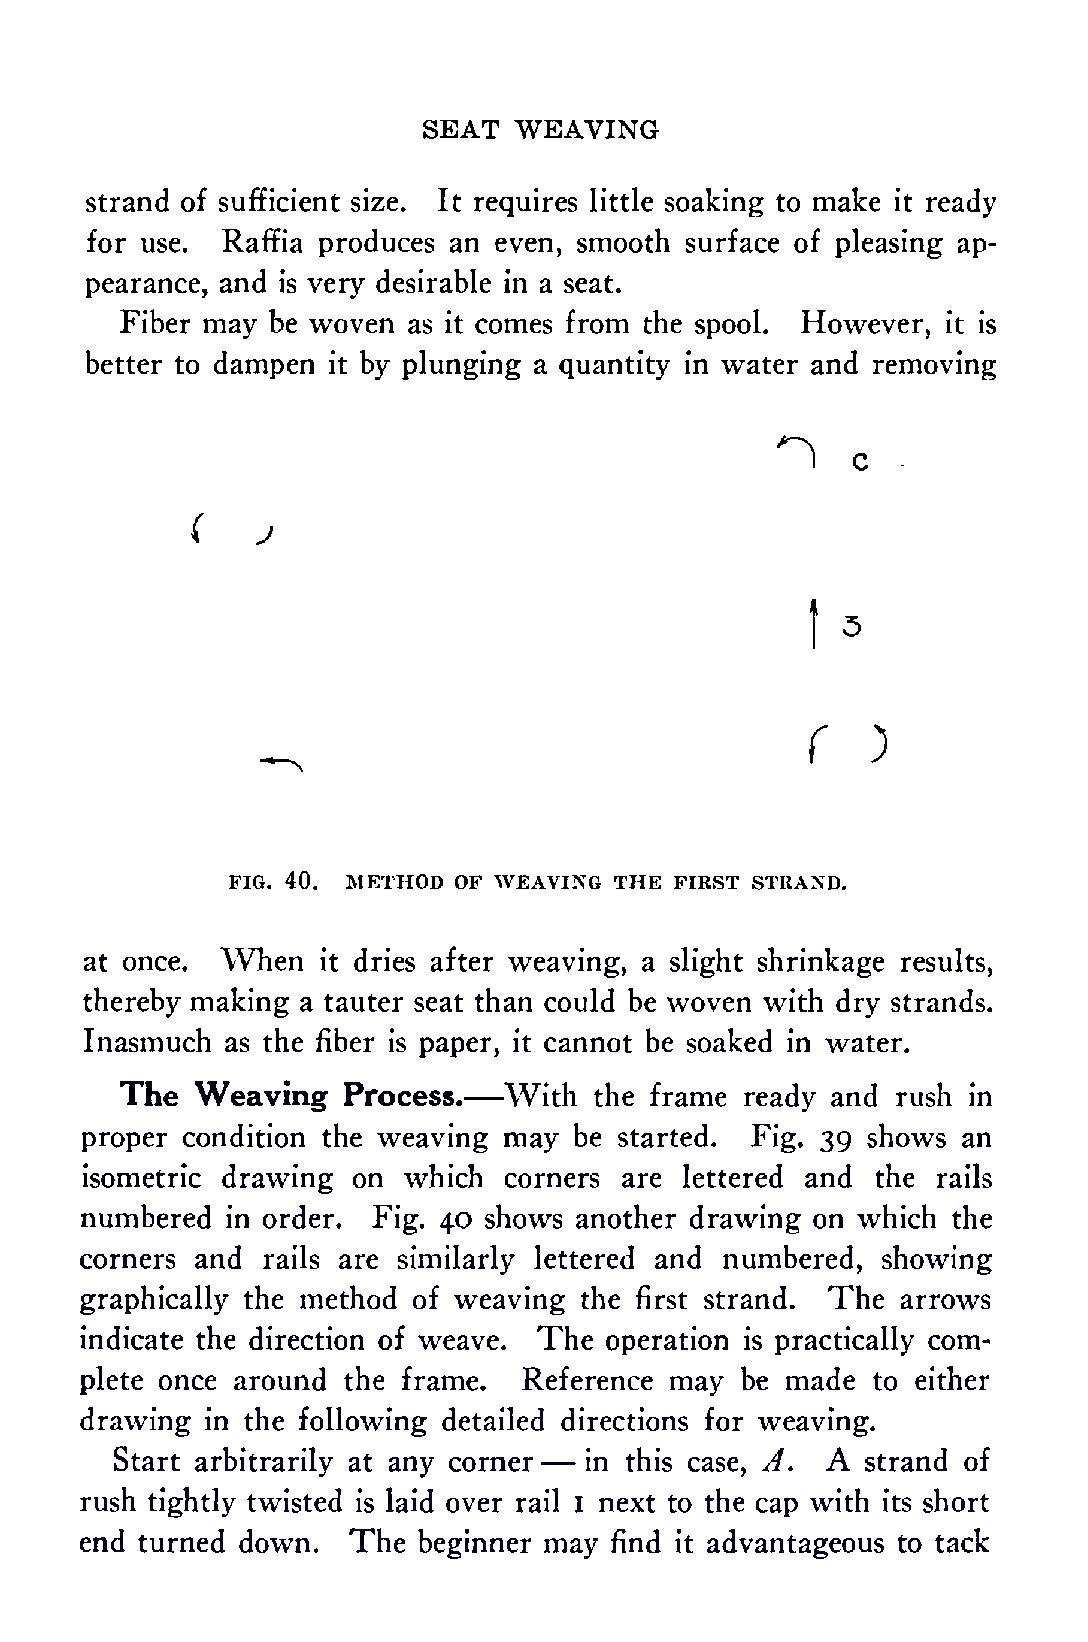 SEAT WEAVING
strand of sufficient size. It requires little soaking to make it ready
for use. Raffia produces an even, smooth surface of pleasing ap-
pearance, and is very desirable in a seat.
Fiber may be woven as it comes from the spool. However, it is
better to dampen it by plunging a quantity in water and removing
C
3
FIG. 40. METHOD OF WEAVING THE FIRST STRAND.
at once. When it dries after weaving, a slight shrinkage results,
thereby making a tauter seat than could be woven with dry strands.
Inasmuch as the fiber is paper, it cannot be soaked in water.
The Weaving Process.—With the frame ready and rush in
proper condition the weaving may be started. Fig. 39 shows an
isometric drawing on which corners are lettered and the rails
numbered in order. Fig. 40 shows another drawing on which the
corners and rails are similarly lettered and numbered, showing
graphically the method of weaving the first strand. The arrows
indicate the direction of weave. The operation is practically com-
plete once around the frame. Reference may be made to either
drawing in the following detailed directions for weaving.
Start arbitrarily at any corner — in this case, A. A strand of
rush tightly twisted is laid over rail 1 next to the cap with its short
end turned down. The beginner may find it advantageous to tack